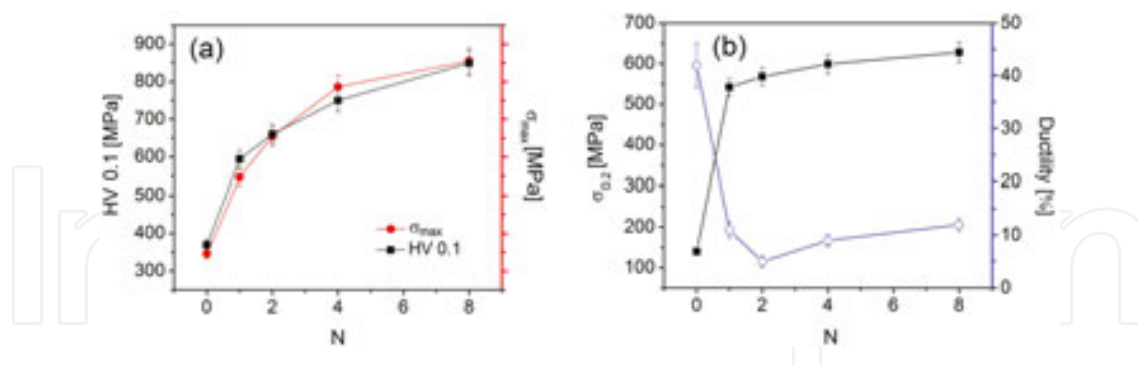 (a)
900
800
700
600
500
400
300
HV 0.1 [MPa]
0 2 4 6 8
N
σmax
HV 0.1
σmax [MPa]
(b)
700
600
500
400
300
200
100
σ0.2 [MPa]
0 2 4 6 8
N
50
40
30
20
10
0
Ductility [%]